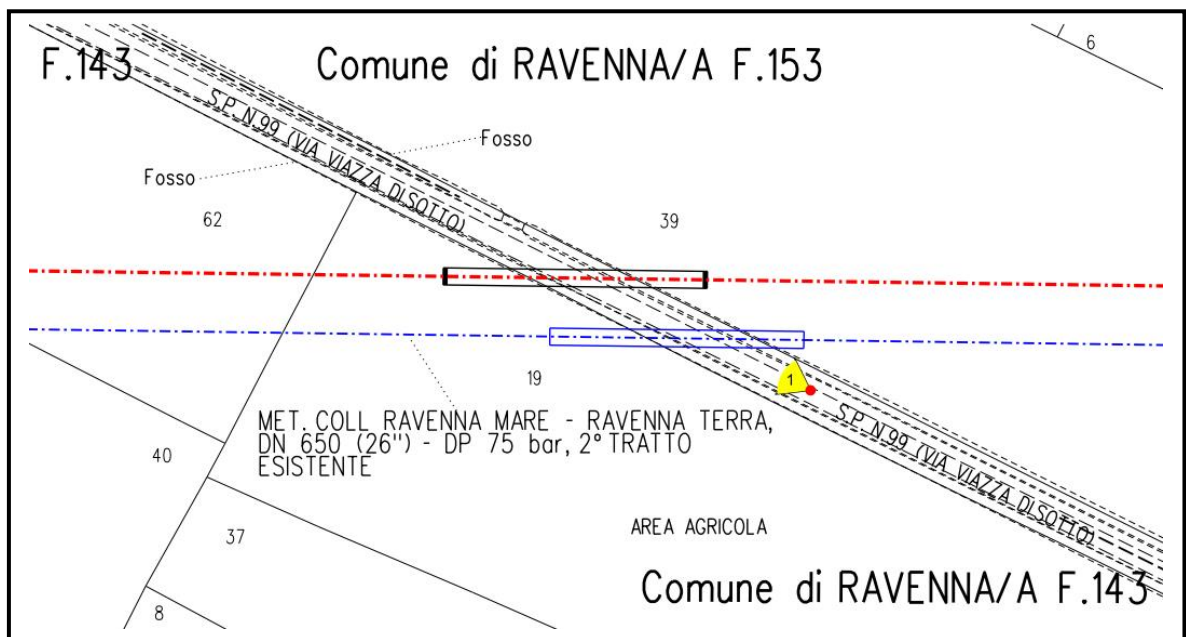 F.143
Comune di RAVENNA/A F.153
6
S.P. N.99 (VIA VIAZZA DI SOTTO)
Fosso
Fosso
62
39
1
19
MET. COLL RAVENNA MARE - RAVENNA TERRA,
DN 650 (26") - DP 75 bar, 2° TRATTO
ESISTENTE
S.P. N.99 (VIA VIAZZA DI SOTTO)
40
AREA AGRICOLA
37
Comune di RAVENNA/A F.143
8